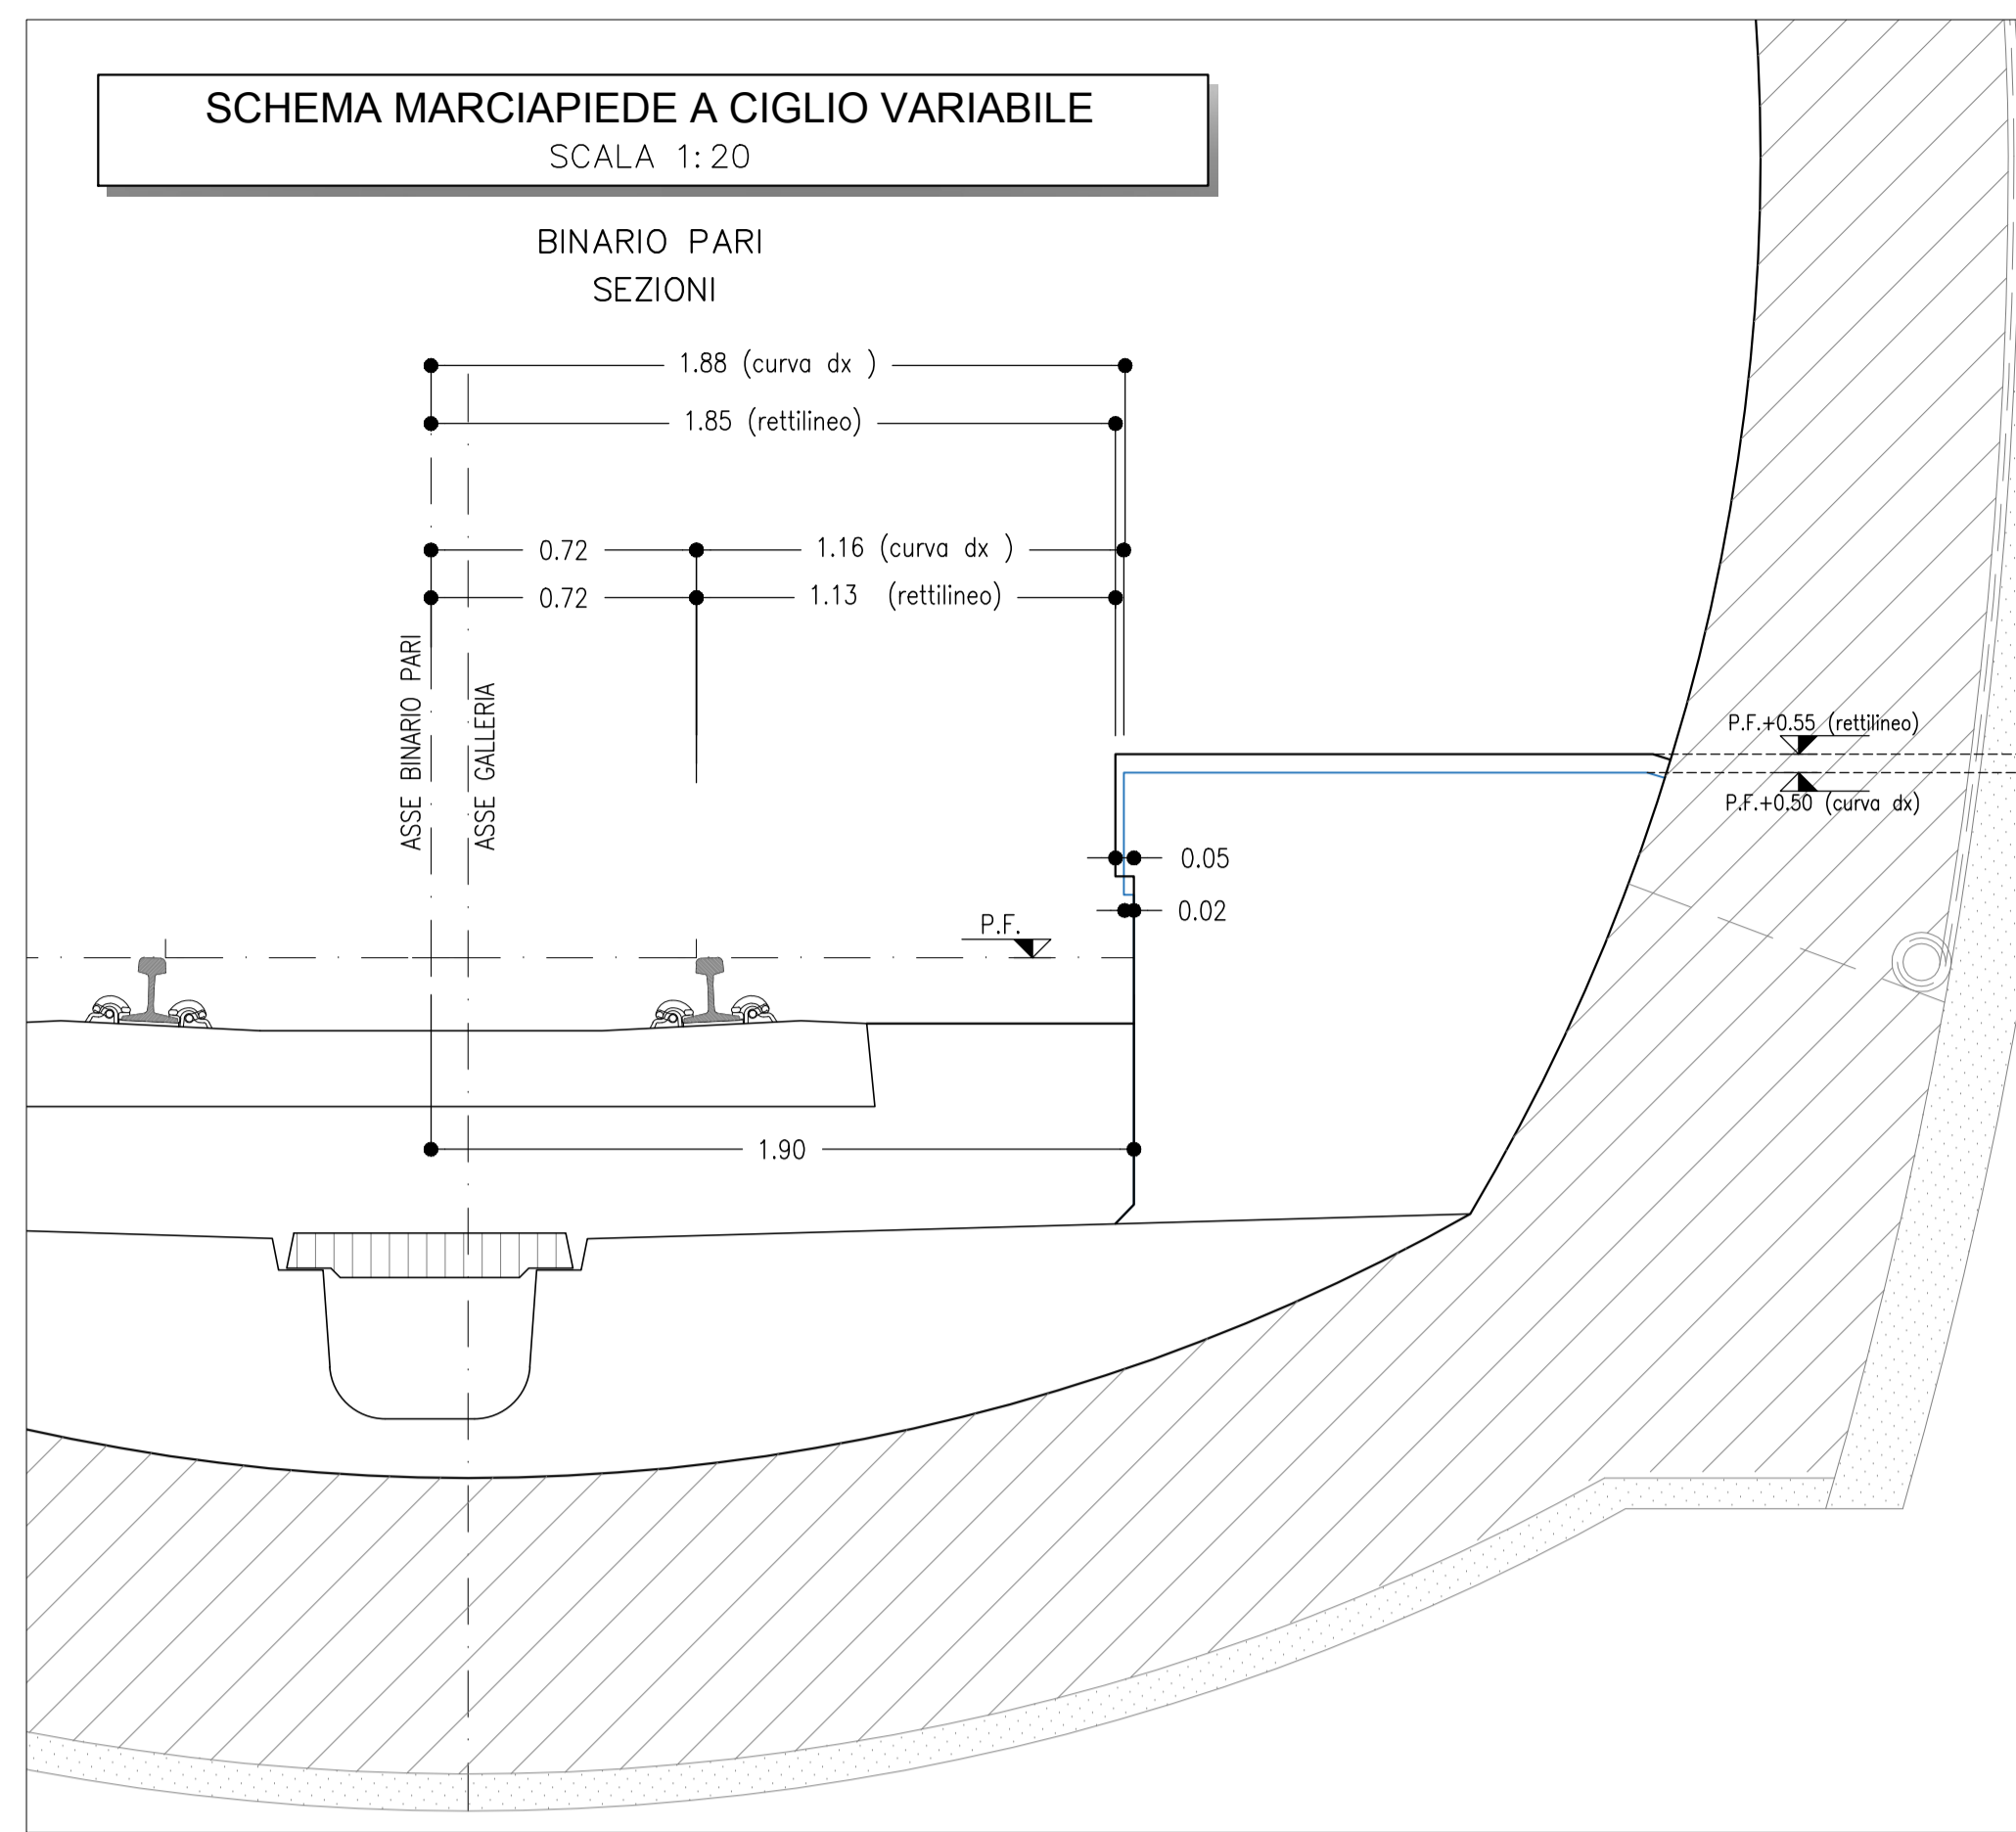 SCHEMA MARCIAPIEDE A CIGLIO VARIABILE
SCALA 1:20
BINARIO PARI
SEZIONI
1.88 (curva dx )
1.85 (rettilineo)
0.72
1.16 (curva dx )
0.72
1.13 (rettilineo)
ASSE BINARIO PARI
ASSE GALLERIA
P.F.+0.55 (rettilineo)
P.F.+0.50 (curva dx)
0.05
0.02
P.F.
1.90